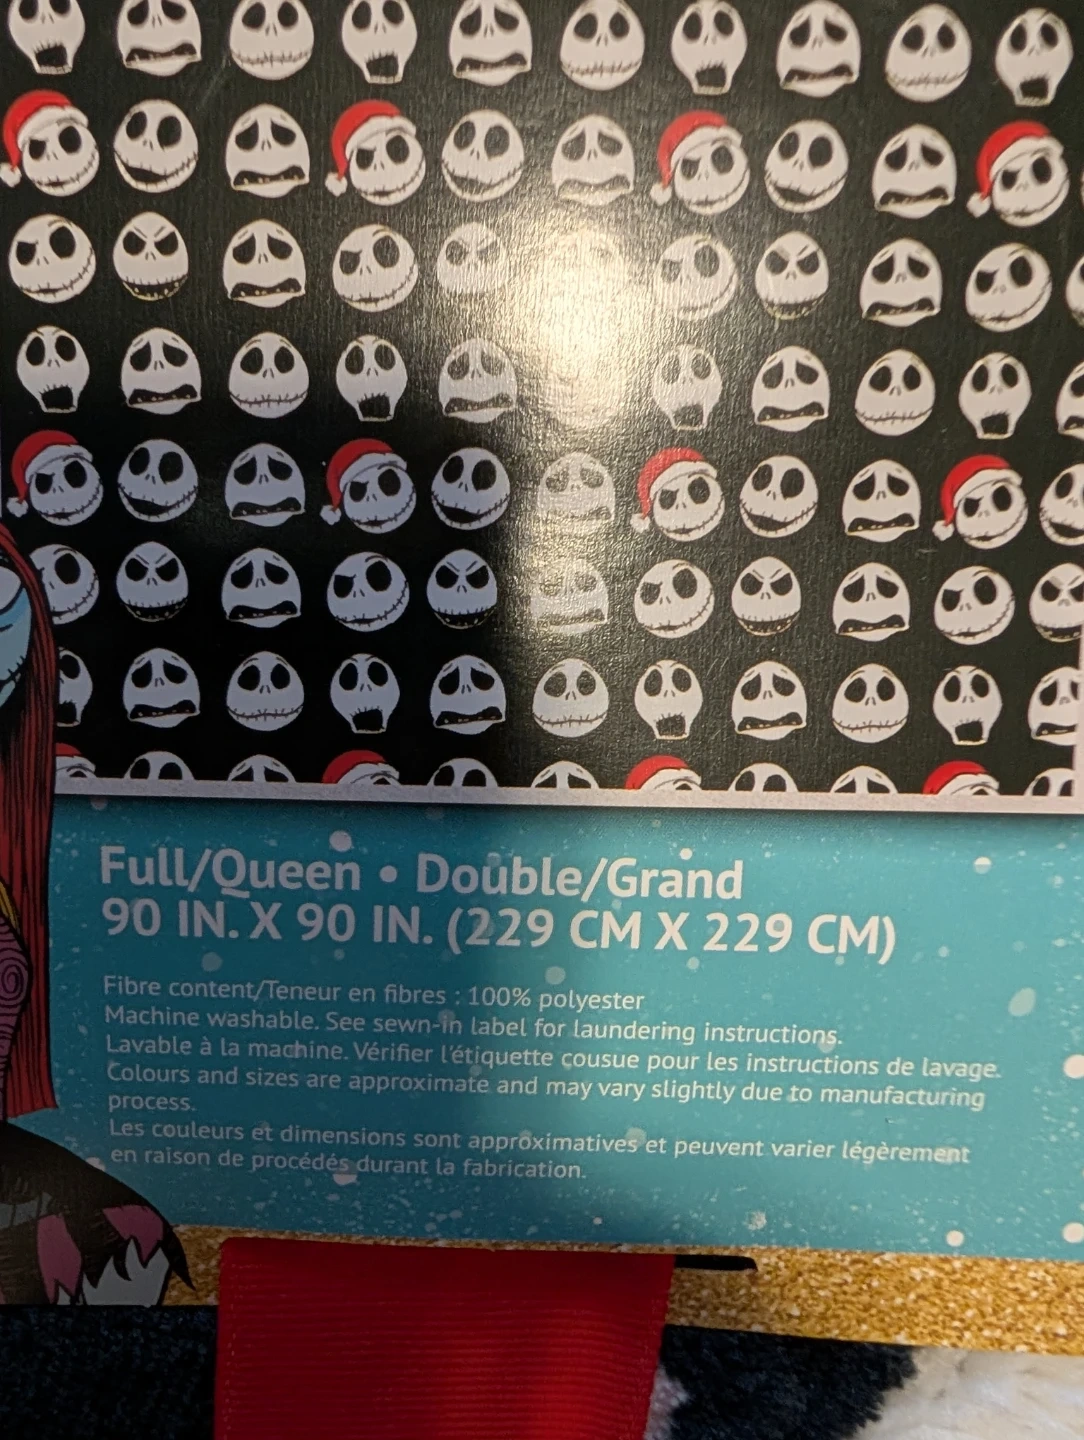 Full/Queen • Double/Grand
90 IN. X 90 IN. (229 CM X 229 CM)
Fibre content/Teneur en fibres : 100% polyester
Machine washable. See sewn-in label for laundering instructions.
Lavable à la machine. Vérifier l'étiquette cousue pour les instructions de lavage.
Colours and sizes are approximate and may vary slightly due to manufacturing
process.
Les couleurs et dimensions sont approximatives et peuvent varier légèrement
en raison de procédés durant la fabrication.